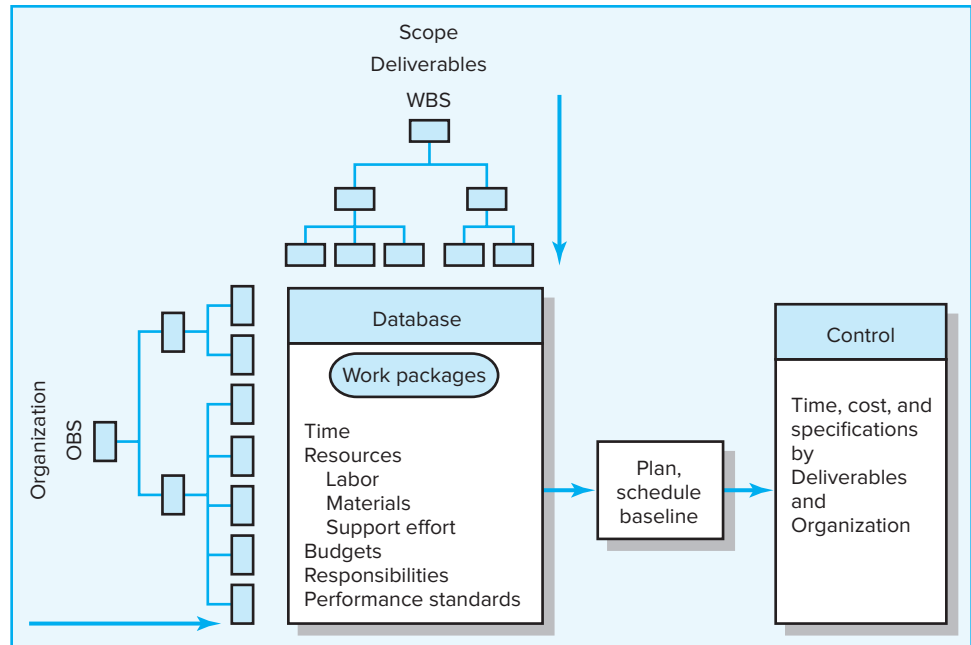 Scope
Deliverables
WBS
Organization
OBS
Database
Work packages
Time
Resources
Labor
Materials
Support effort
Budgets
Responsibilities
Performance standards
Plan,
schedule
baseline
Control
Time, cost, and
specifications
by
Deliverables
and
Organization